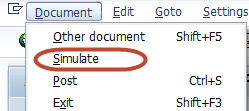 Document Edit Goto Settings
Other document Shift+F5
Simulate
Post Ctrl+S
Exit Shift+F3